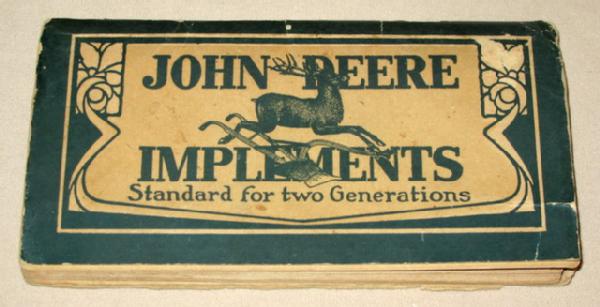 JOHN DEERE
IMPLEMENTS
Standard for two Generations